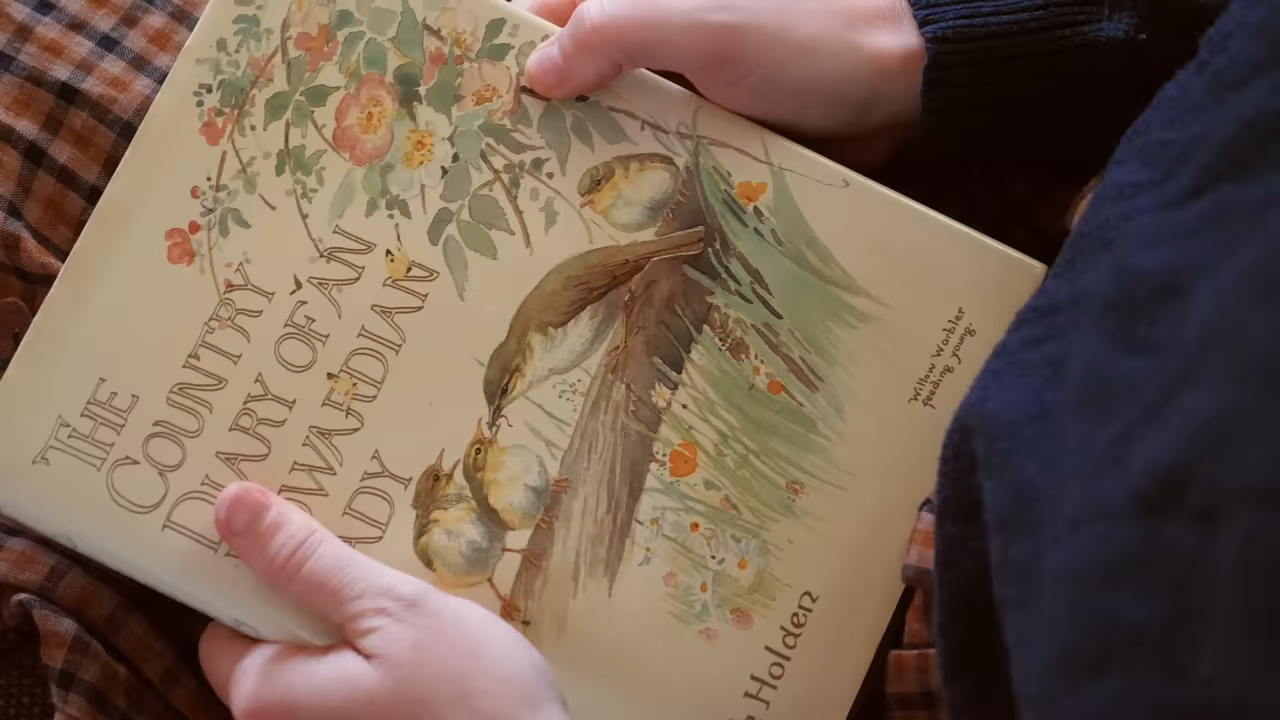 THE
COUNTRY
DIARY OF AN
EDWARDIAN
LADY
Willow Warbler
feeding young.
Holden